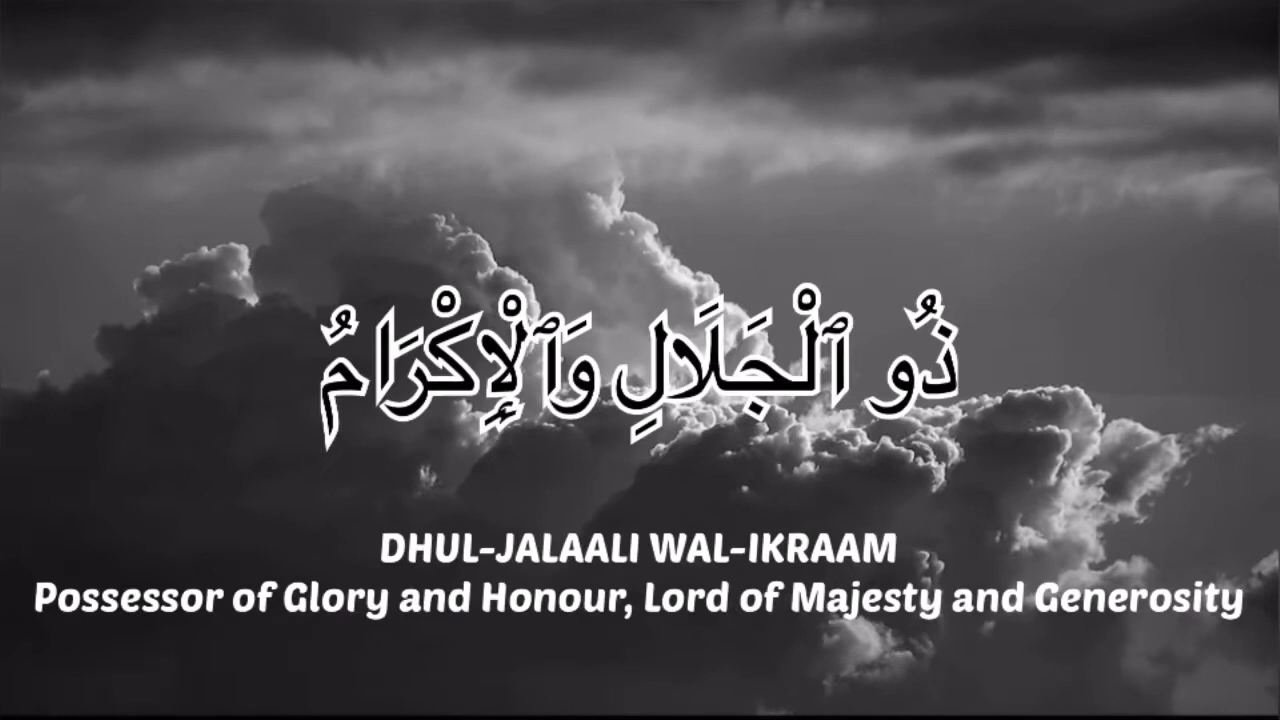 ذُو ٱلْجَلَالِ وَٱلْإِكْرَامُ
DHUL-JALAALI WAL-IKRAAM
Possessor of Glory and Honour, Lord of Majesty and Generosity